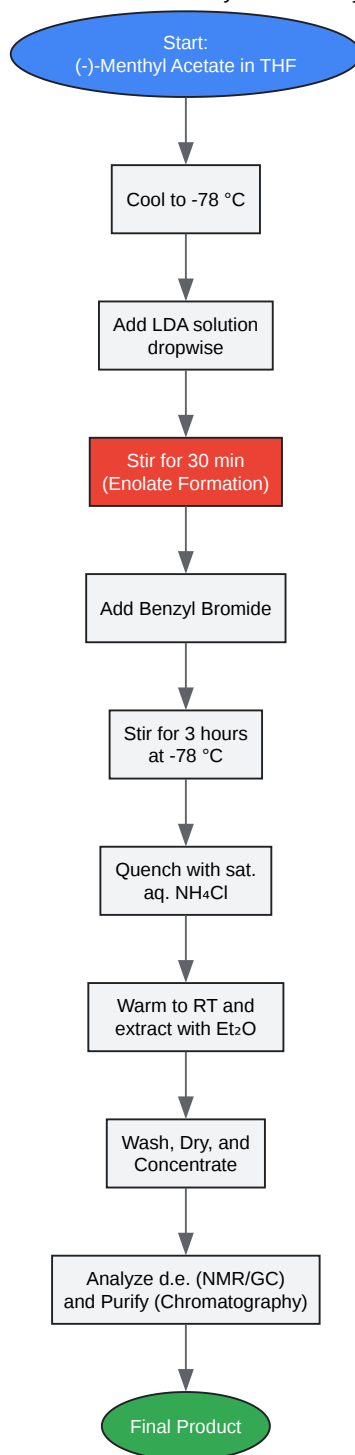 Start:
(-)-Menthyl Acetate in THF
Cool to -78 °C
Add LDA solution
dropwise
Stir for 30 min
(Enolate Formation)
Add Benzyl Bromide
Stir for 3 hours
at -78 °C
Quench with sat.
aq. NH₄Cl
Warm to RT and
extract with Et₂O
Wash, Dry, and
Concentrate
Analyze d.e. (NMR/GC)
and Purify (Chromatography)
Final Product